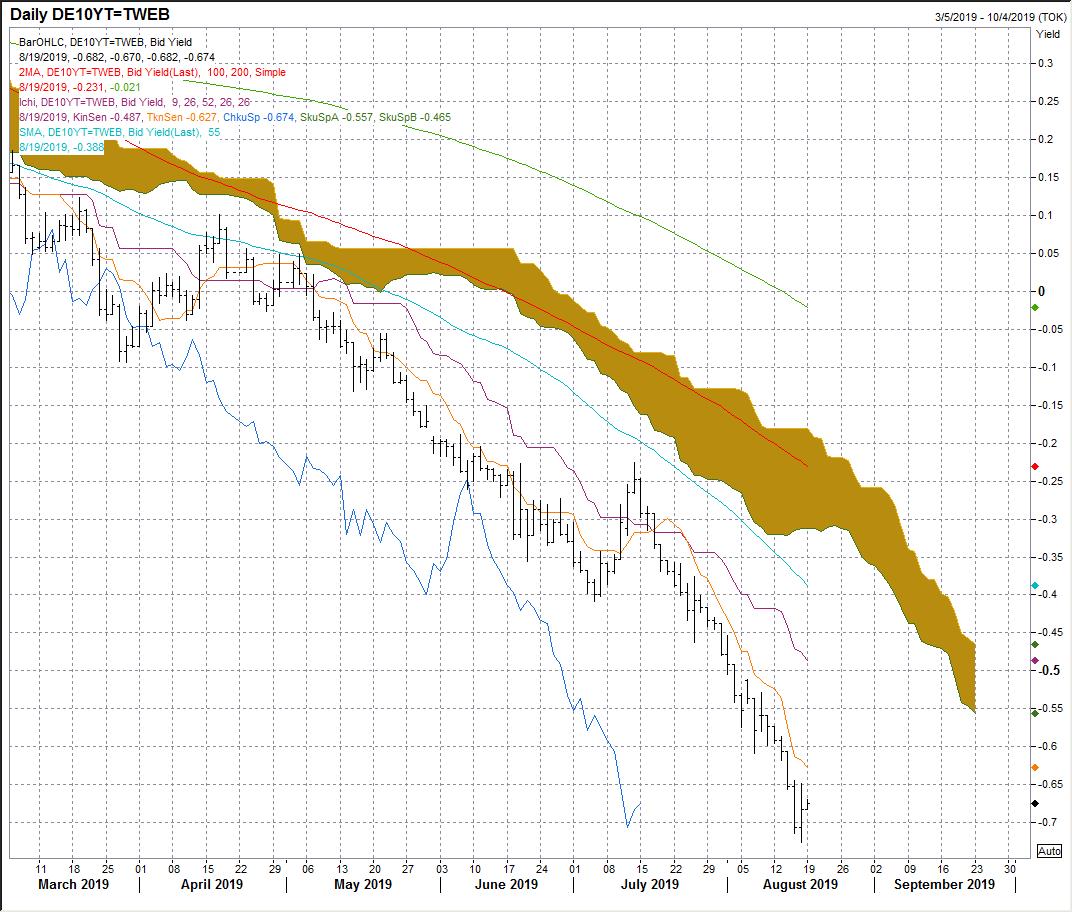 Daily DE10YT=TWEB
3/5/2019 - 10/4/2019 (TOK)
Yield
BarOHLC, DE10YT=TWEB, Bid Yield
8/19/2019, -0.682, -0.670, -0.682, -0.674
2MA, DE10YT=TWEB, Bid Yield(Last), 100, 200, Simple
8/19/2019, -0.231, -0.021
Ichi, DE10YT=TWEB, Bid Yield, 9, 26, 52, 26, 26
8/19/2019, KinSen -0.487, TknSen -0.627, ChkuSp -0.674, SkuSpA -0.557, SkuSpB -0.465
SMA, DE10YT=TWEB, Bid Yield(Last), 55
8/19/2019, -0.388
0.3
0.25
0.2
0.15
0.1
0.05
0
-0.05
-0.1
-0.15
-0.2
-0.25
-0.3
-0.35
-0.4
-0.45
-0.5
-0.55
-0.6
-0.65
-0.7
Auto
11 18 25 01 08 15 22 29 06 13 20 27 03 10 17 24 01 08 15 22 29 05 12 19 26 02 09 16 23 30
March 2019 April 2019 May 2019 June 2019 July 2019 August 2019 September 2019